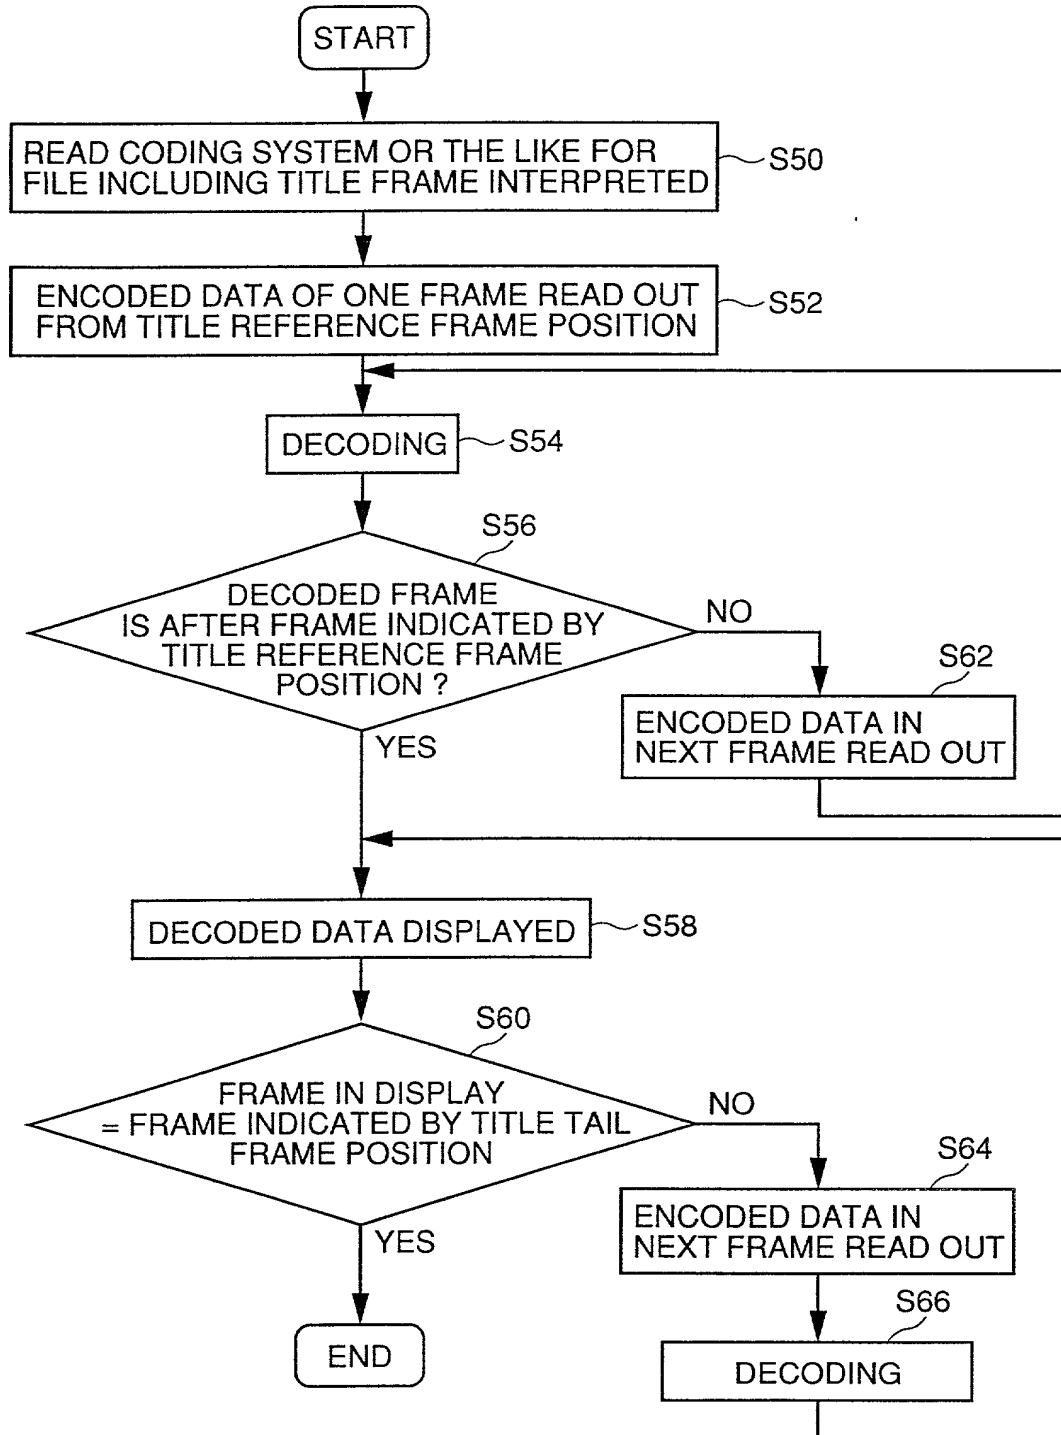 START
READ CODING SYSTEM OR THE LIKE FOR
FILE INCLUDING TITLE FRAME INTERPRETED
S50
ENCODED DATA OF ONE FRAME READ OUT
FROM TITLE REFERENCE FRAME POSITION
S52
DECODING
S54
S56
DECODED FRAME
IS AFTER FRAME INDICATED BY
TITLE REFERENCE FRAME
POSITION ?
NO
YES
S62
ENCODED DATA IN
NEXT FRAME READ OUT
DECODED DATA DISPLAYED
S58
S60
FRAME IN DISPLAY
= FRAME INDICATED BY TITLE TAIL
FRAME POSITION
NO
YES
S64
ENCODED DATA IN
NEXT FRAME READ OUT
S66
DECODING
END